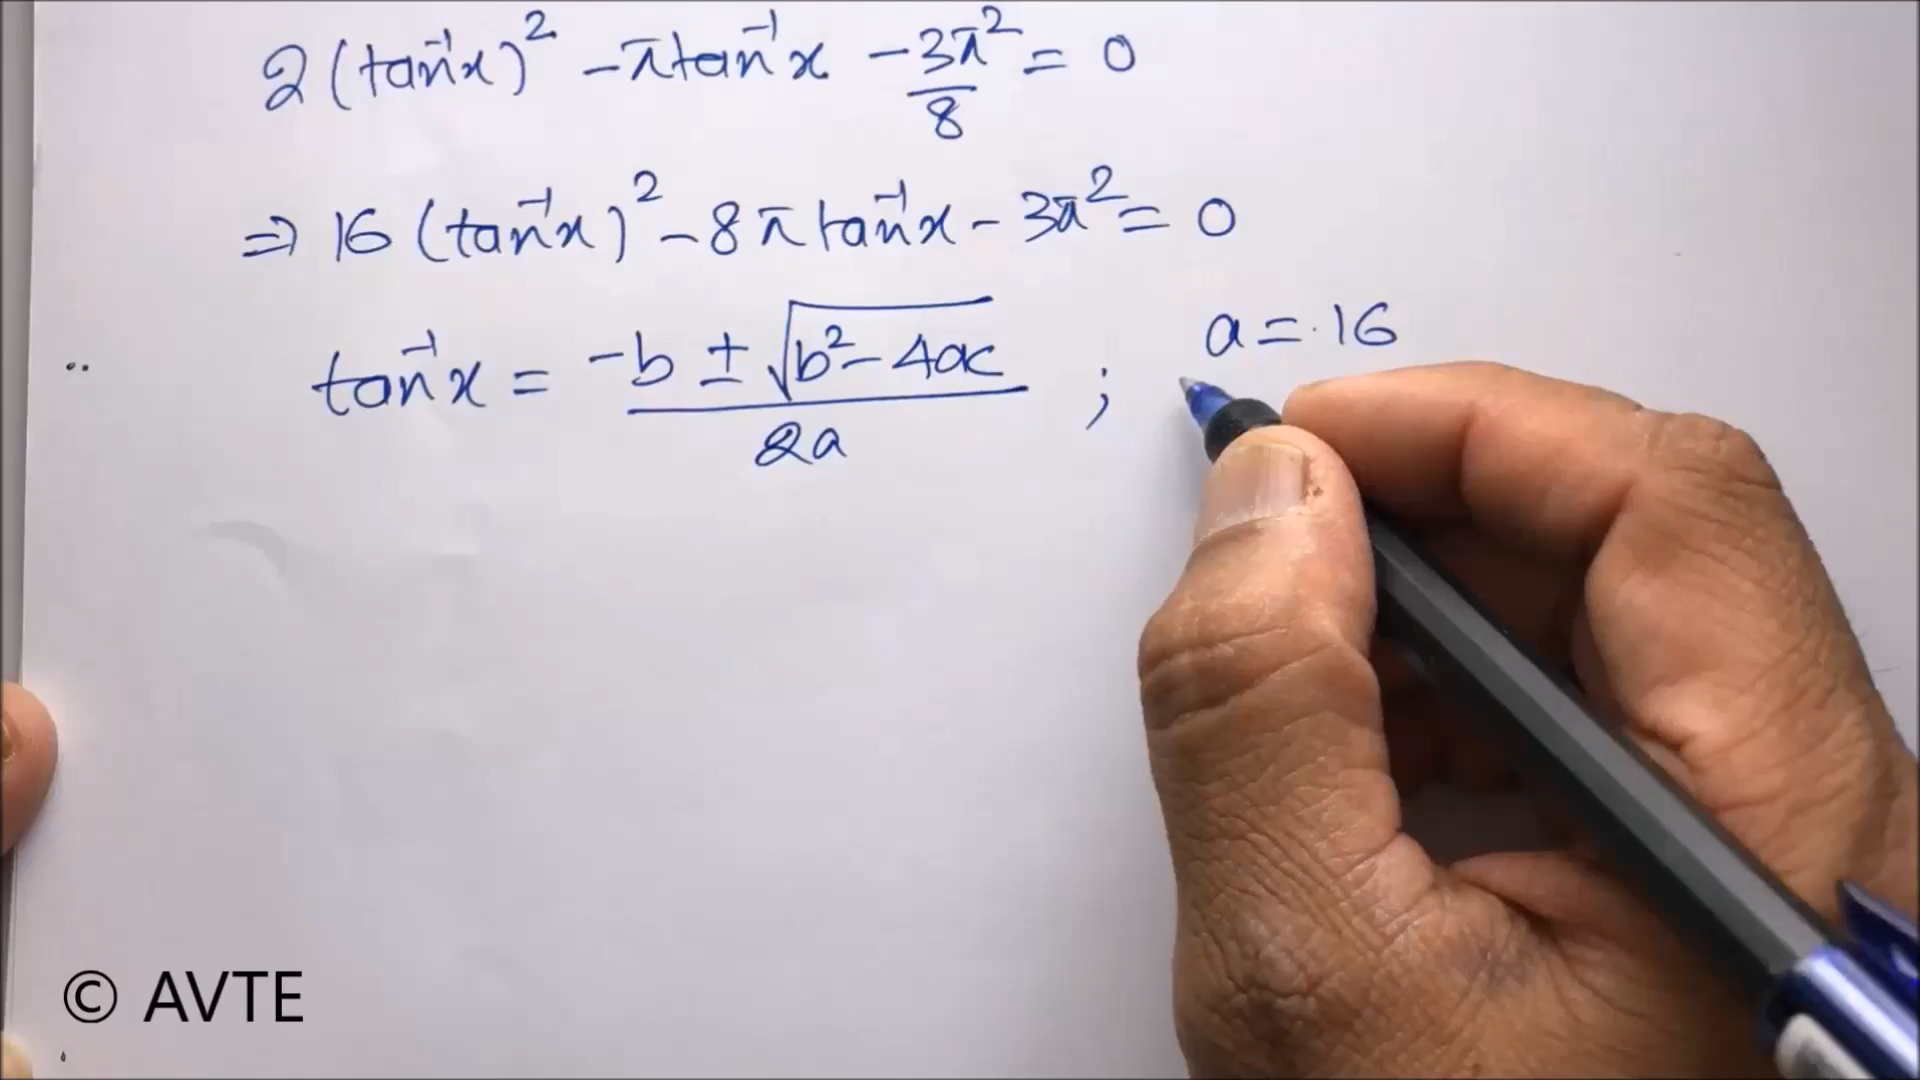 2(tan⁻¹x)² - π tan⁻¹x - 3π²/8 = 0
⇒ 16(tan⁻¹x)² - 8π tan⁻¹x - 3π² = 0
tan⁻¹x = -b ± √(b² - 4ac) / 2a ; a = 16
© AVTE